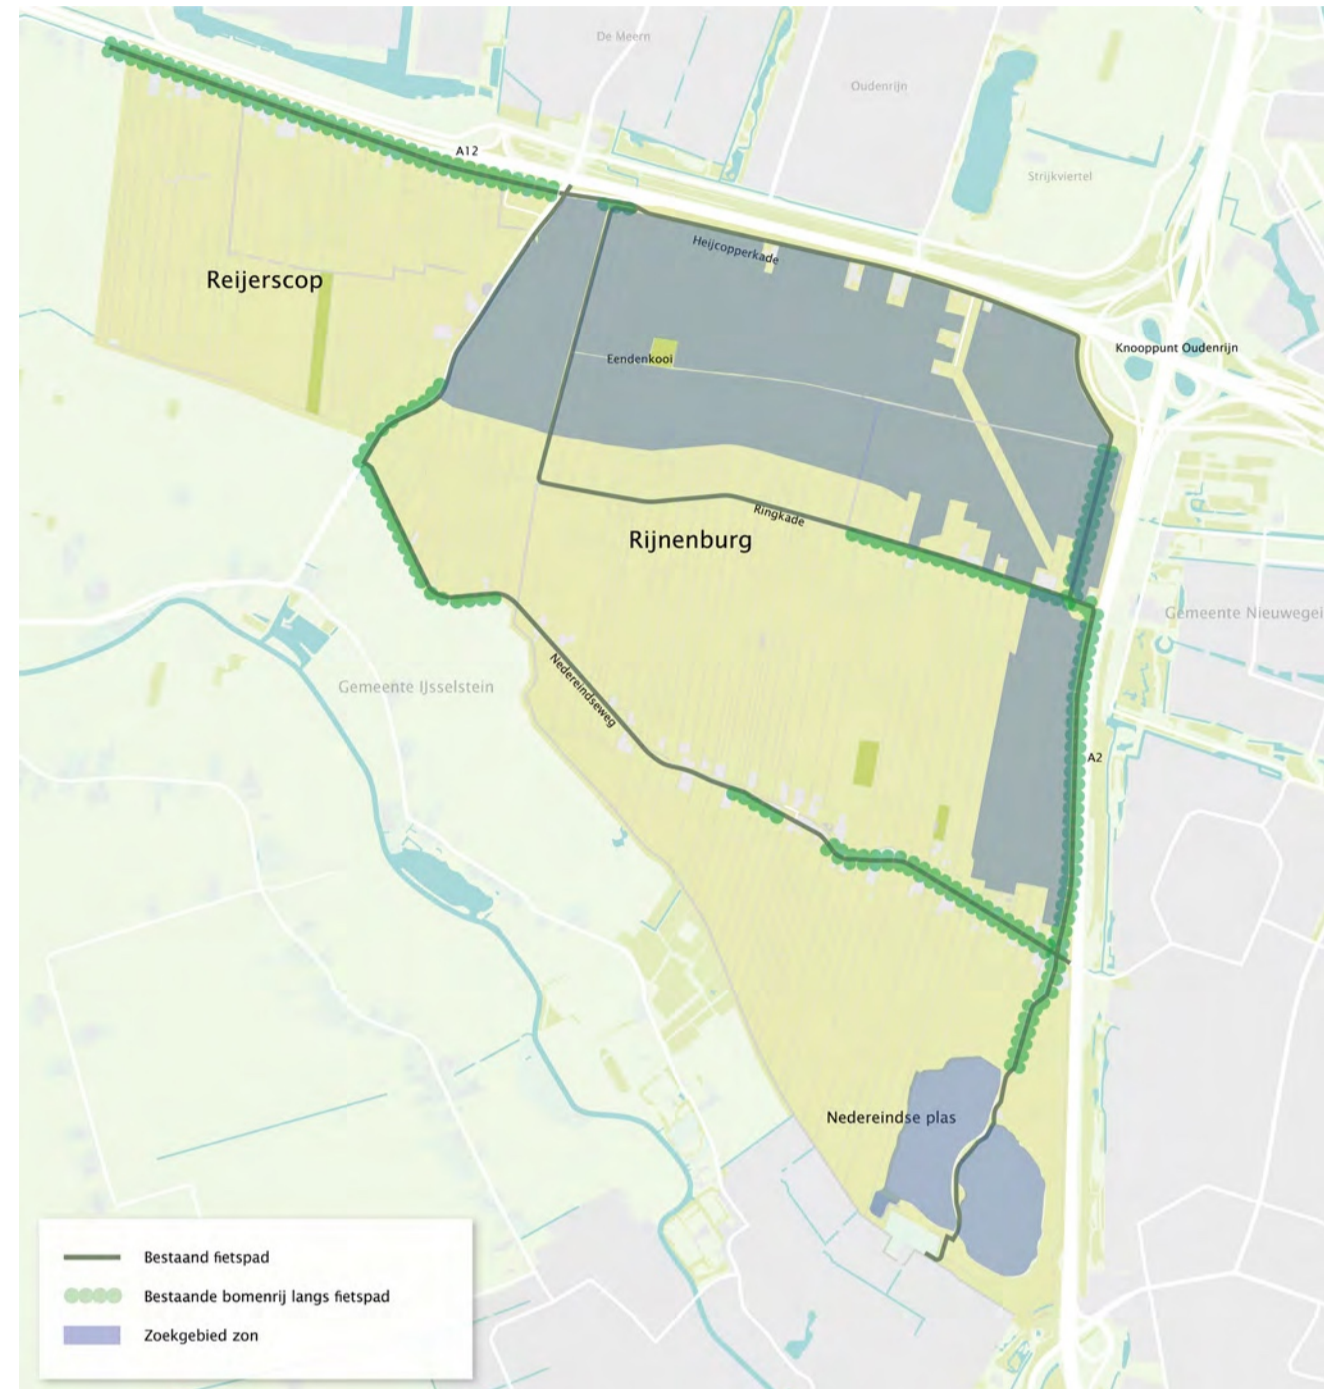 De Meern
Oudenrijn
A12
Strijkviertel
Heijcopperkade
Reijerscop
Knooppunt Oudenrijn
Eendenkooi
Ringkade
Rijnenburg
Gemeente Nieuwegei
Gemeente IJsselstein
Nedereindseweg
A2
Nedereindse plas
Bestaand fietspad
Bestaande bomenrij langs fietspad
Zoekgebied zon